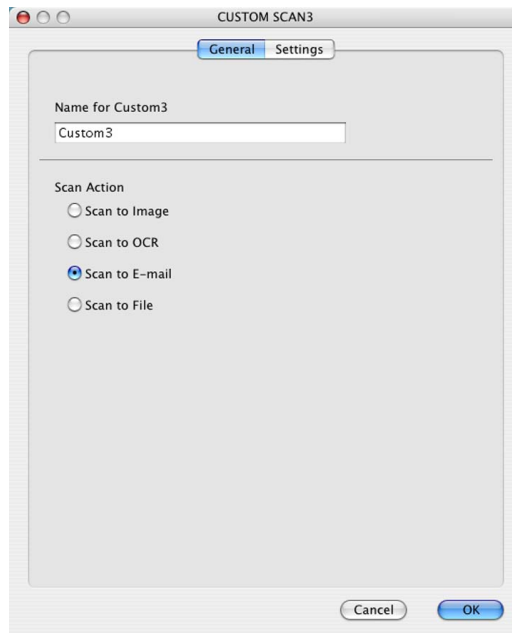 CUSTOM SCAN3
General Settings
Name for Custom3
Custom3
Scan Action
Scan to Image
Scan to OCR
Scan to E-mail
Scan to File
Cancel OK